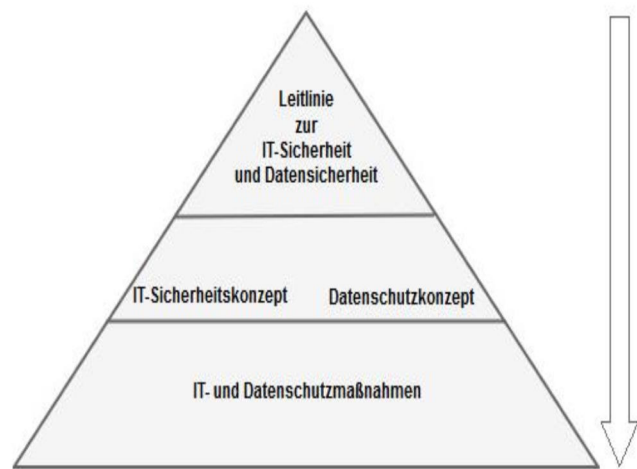 Leitlinie
zur
IT-Sicherheit
und Datensicherheit
IT-Sicherheitskonzept
Datenschutzkonzept
IT- und Datenschutzmaßnahmen